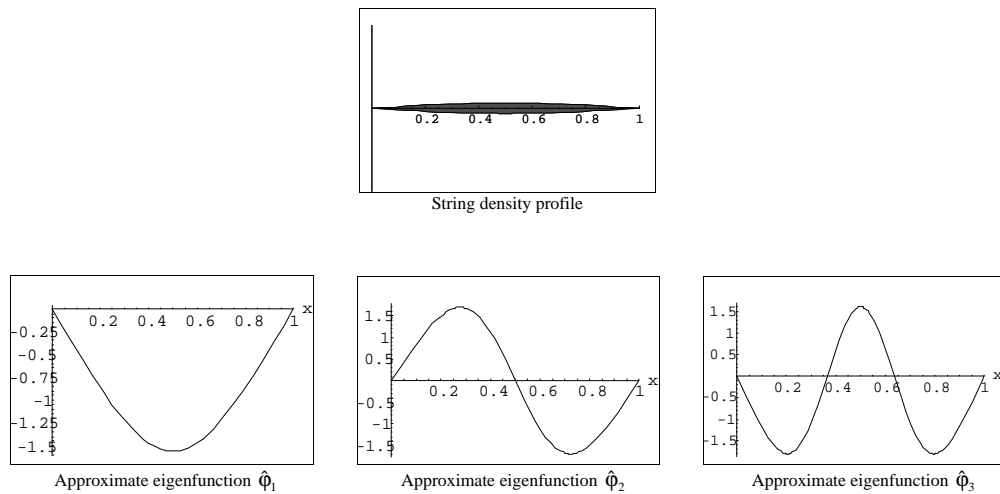 0.2 0.4 0.6 0.8 1
String density profile
x
0.2 0.4 0.6 0.8 1
-0.25
-0.5
-0.75
-1
-1.25
-1.5
Approximate eigenfunction φ̂₁
1.5
1
0.5
x
0.2 0.4 0.6 0.8 1
-0.5
-1
-1.5
Approximate eigenfunction φ̂₂
1.5
1
0.5
x
0.2 0.4 0.6 0.8 1
-0.5
-1
-1.5
Approximate eigenfunction φ̂₃